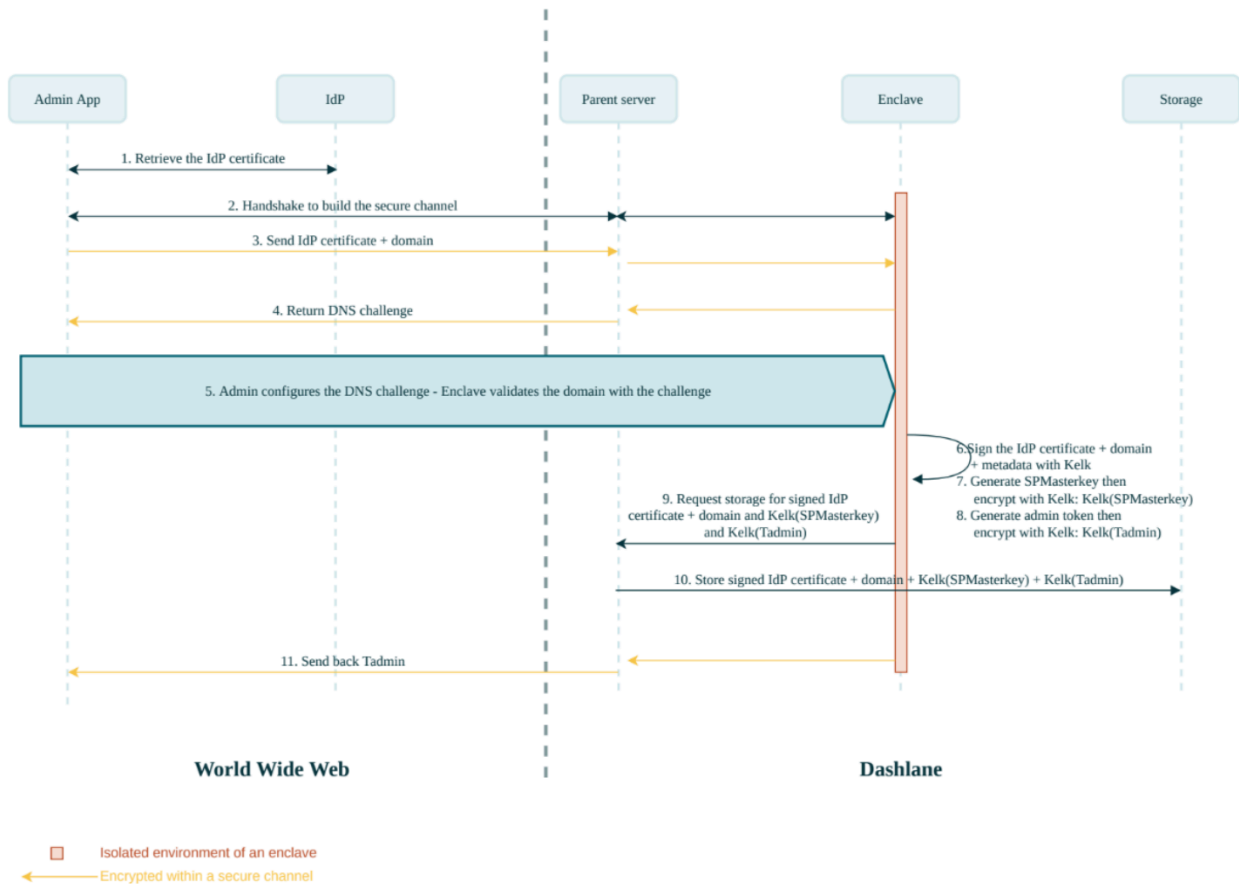 Admin App
IdP
Parent server
Enclave
Storage
1. Retrieve the IdP certificate
2. Handshake to build the secure channel
3. Send IdP certificate + domain
4. Return DNS challenge
5. Admin configures the DNS challenge - Enclave validates the domain with the challenge
6.Sign the IdP certificate + domain
+ metadata with Kelk
7. Generate SPMasterkey then
encrypt with Kelk: Kelk(SPMasterkey)
8. Generate admin token then
encrypt with Kelk: Kelk(Tadmin)
9. Request storage for signed IdP
certificate + domain and Kelk(SPMasterkey)
and Kelk(Tadmin)
10. Store signed IdP certificate + domain + Kelk(SPMasterkey) + Kelk(Tadmin)
11. Send back Tadmin
World Wide Web
Dashlane
Isolated environment of an enclave
Encrypted within a secure channel